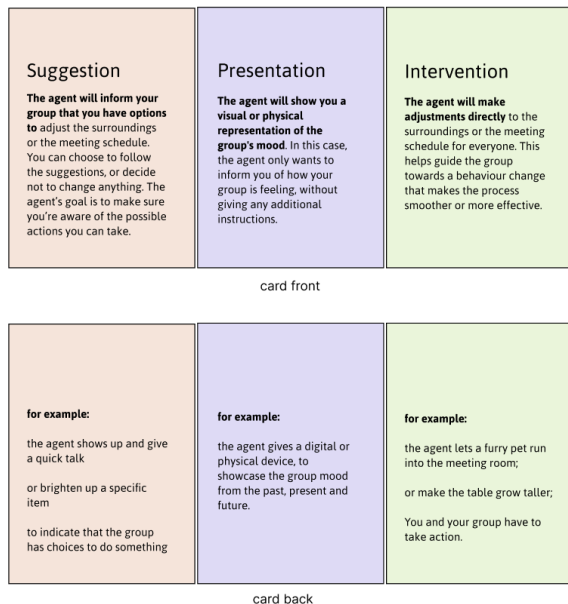 Suggestion
The agent will inform your
group that you have options
to adjust the surroundings
or the meeting schedule.
You can choose to follow
the suggestions, or decide
not to change anything. The
agent's goal is to make sure
you're aware of the possible
actions you can take.
Presentation
The agent will show you a
visual or physical
representation of the
group's mood. In this case,
the agent only wants to
inform you of how your
group is feeling, without
giving any additional
instructions.
Intervention
The agent will make
adjustments directly to the
surroundings or the meeting
schedule for everyone. This
helps guide the group
towards a behaviour change
that makes the process
smoother or more effective.
card front
for example:
the agent shows up and give
a quick talk
or brighten up a specific
item
to indicate that the group
has choices to do something
for example:
the agent gives a digital or
physical device, to
showcase the group mood
from the past, present and
future.
for example:
the agent lets a furry pet run
into the meeting room;
or make the table grow taller;
You and your group have to
take action.
card back